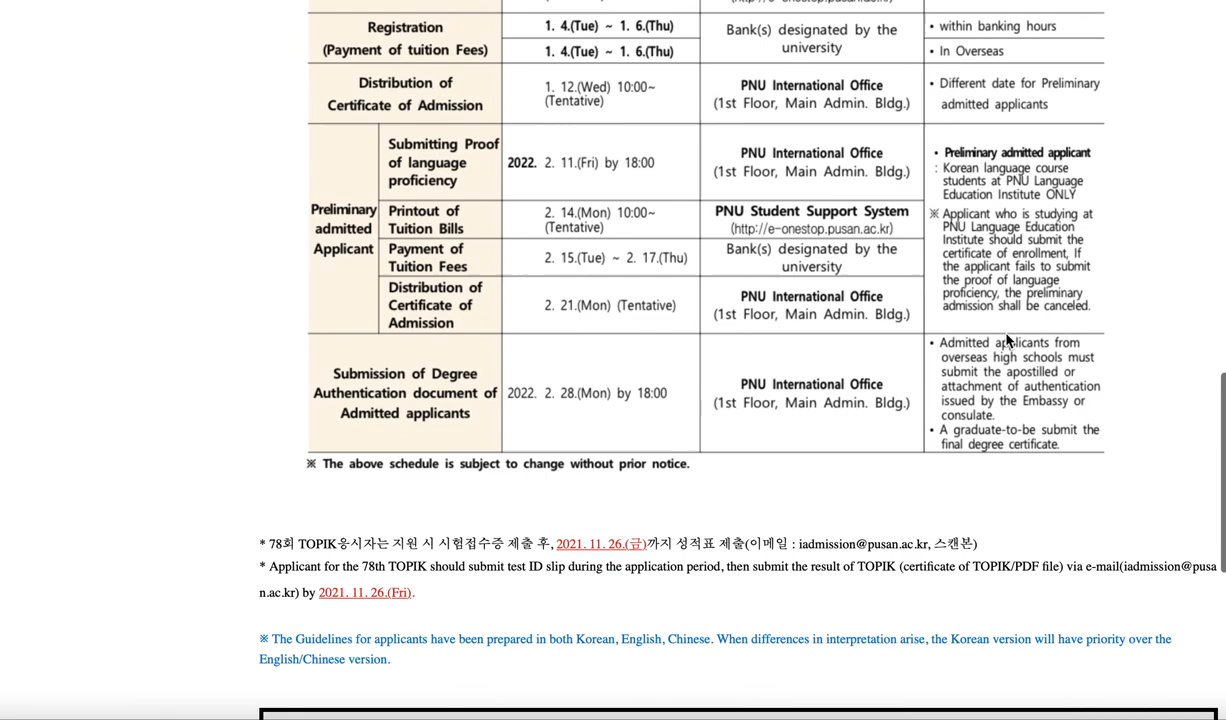 Registration
(Payment of tuition Fees)
1. 4.(Tue) ~ 1. 6.(Thu)
1. 4.(Tue) ~ 1. 6.(Thu)
Bank(s) designated by the
university
• within banking hours
• In Overseas
Distribution of
Certificate of Admission
1. 12.(Wed) 10:00~
(Tentative)
PNU International Office
(1st Floor, Main Admin. Bldg.)
• Different date for Preliminary
admitted applicants
Preliminary
admitted
Applicant
Submitting Proof
of language
proficiency
2022. 2. 11.(Fri) by 18:00
PNU International Office
(1st Floor, Main Admin. Bldg.)
Printout of
Tuition Bills
2. 14.(Mon) 10:00~
(Tentative)
PNU Student Support System
(http://e-onestop.pusan.ac.kr)
Payment of
Tuition Fees
2. 15.(Tue) ~ 2. 17.(Thu)
Bank(s) designated by the
university
Distribution of
Certificate of
Admission
2. 21.(Mon) (Tentative)
PNU International Office
(1st Floor, Main Admin. Bldg.)
• Preliminary admitted applicant
: Korean language course
students at PNU Language
Education Institute ONLY
※ Applicant who is studying at
PNU Language Education
Institute should submit the
certificate of enrollment, If
the applicant fails to submit
the proof of language
proficiency, the preliminary
admission shall be canceled.
Submission of Degree
Authentication document of
Admitted applicants
2022. 2. 28.(Mon) by 18:00
PNU International Office
(1st Floor, Main Admin. Bldg.)
• Admitted applicants from
overseas high schools must
submit the apostilled or
attachment of authentication
issued by the Embassy or
consulate.
• A graduate-to-be submit the
final degree certificate.
※ The above schedule is subject to change without prior notice.
* 78회 TOPIK응시자는 지원 시 시험접수증 제출 후, 2021. 11. 26.(금)까지 성적표 제출(이메일 : iadmission@pusan.ac.kr, 스캔본)
* Applicant for the 78th TOPIK should submit test ID slip during the application period, then submit the result of TOPIK (certificate of TOPIK/PDF file) via e-mail(iadmission@pusa
n.ac.kr) by 2021. 11. 26.(Fri).
※ The Guidelines for applicants have been prepared in both Korean, English, Chinese. When differences in interpretation arise, the Korean version will have priority over the
English/Chinese version.